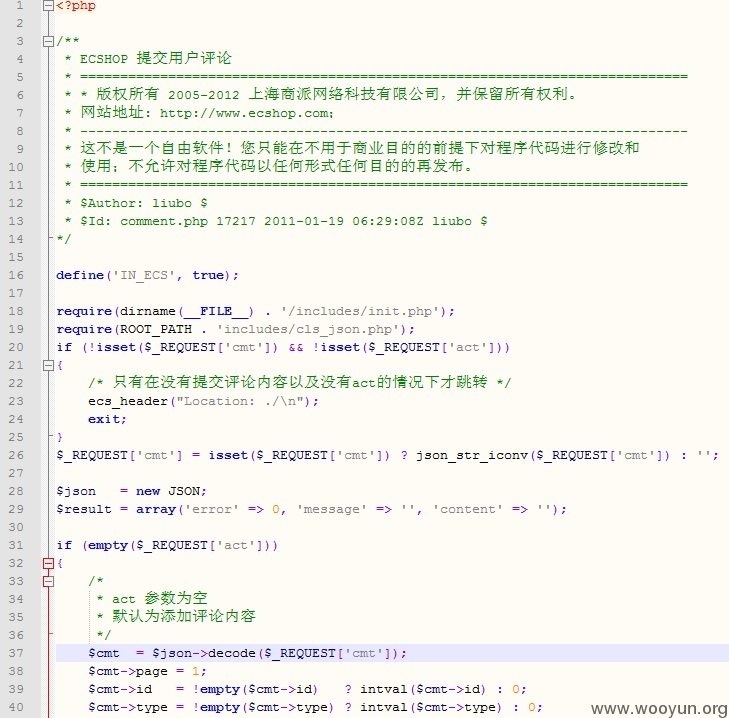 1 <?php
2
3 /**
4 * ECSHOP 提交用户评论
5 * ============================================================================
6 * * 版权所有 2005-2012 上海商派网络科技有限公司，并保留所有权利。
7 * 网站地址: http://www.ecshop.com；
8 * ----------------------------------------------------------------------------
9 * 这不是一个自由软件！您只能在不用于商业目的的前提下对程序代码进行修改和
10 * 使用；不允许对程序代码以任何形式任何目的的再发布。
11 * ============================================================================
12 * $Author: liubo $
13 * $Id: comment.php 17217 2011-01-19 06:29:08Z liubo $
14 */
15
16 define('IN_ECS', true);
17
18 require(dirname(__FILE__) . '/includes/init.php');
19 require(ROOT_PATH . 'includes/cls_json.php');
20 if (!isset($_REQUEST['cmt']) && !isset($_REQUEST['act']))
21 {
22 /* 只有在没有提交评论内容以及没有act的情况下才跳转 */
23 ecs_header("Location: ./\n");
24 exit;
25 }
26 $_REQUEST['cmt'] = isset($_REQUEST['cmt']) ? json_str_iconv($_REQUEST['cmt']) : '';
27
28 $json   = new JSON;
29 $result = array('error' => 0, 'message' => '', 'content' => '');
30
31 if (empty($_REQUEST['act']))
32 {
33 /*
34 * act 参数为空
35 * 默认为添加评论内容
36 */
37 $cmt  = $json->decode($_REQUEST['cmt']);
38 $cmt->page = 1;
39 $cmt->id   = !empty($cmt->id)   ? intval($cmt->id) : 0;
40 $cmt->type = !empty($cmt->type) ? intval($cmt->type) : 0;
www.wooyun.org